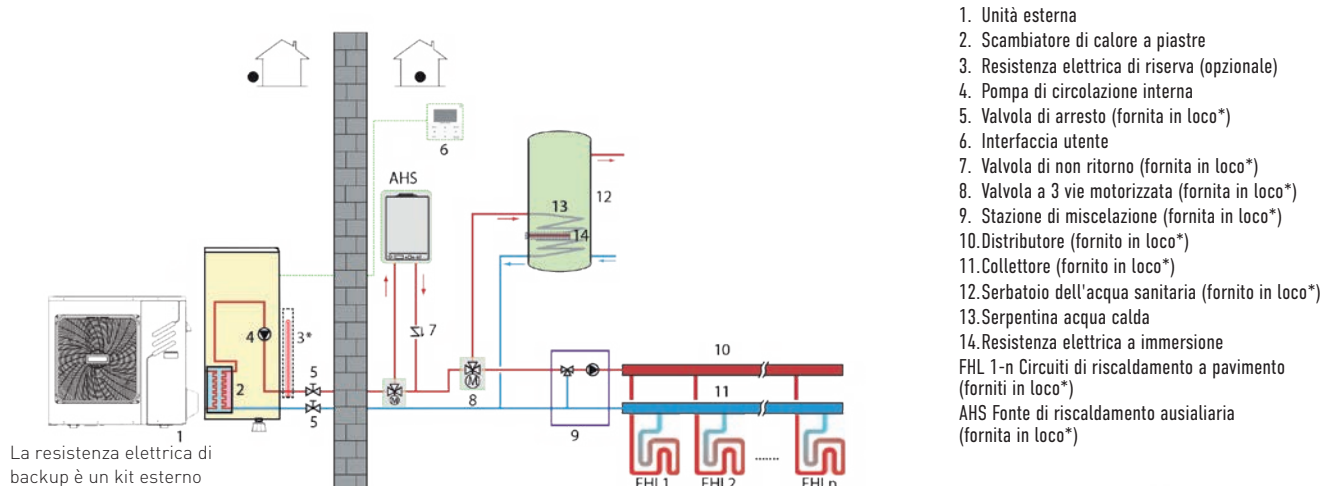 1. Unità esterna
2. Scambiatore di calore a piastre
3. Resistenza elettrica di riserva (opzionale)
4. Pompa di circolazione interna
5. Valvola di arresto (fornita in loco*)
6. Interfaccia utente
7. Valvola di non ritorno (fornita in loco*)
8. Valvola a 3 vie motorizzata (fornita in loco*)
9. Stazione di miscelazione (fornita in loco*)
10.Distributore (fornito in loco*)
11.Collettore (fornito in loco*)
12.Serbatoio dell'acqua sanitaria (fornito in loco*)
13.Serpentina acqua calda
14.Resistenza elettrica a immersione
FHL 1-n Circuiti di riscaldamento a pavimento
(forniti in loco*)
AHS Fonte di riscaldamento ausialiaria
(fornita in loco*)
6
AHS
13
12
14
4
3*
7
5
2
M
M
8
5
10
11
9
1
FHL1
FHL2
........
FHLn
La resistenza elettrica di
backup è un kit esterno